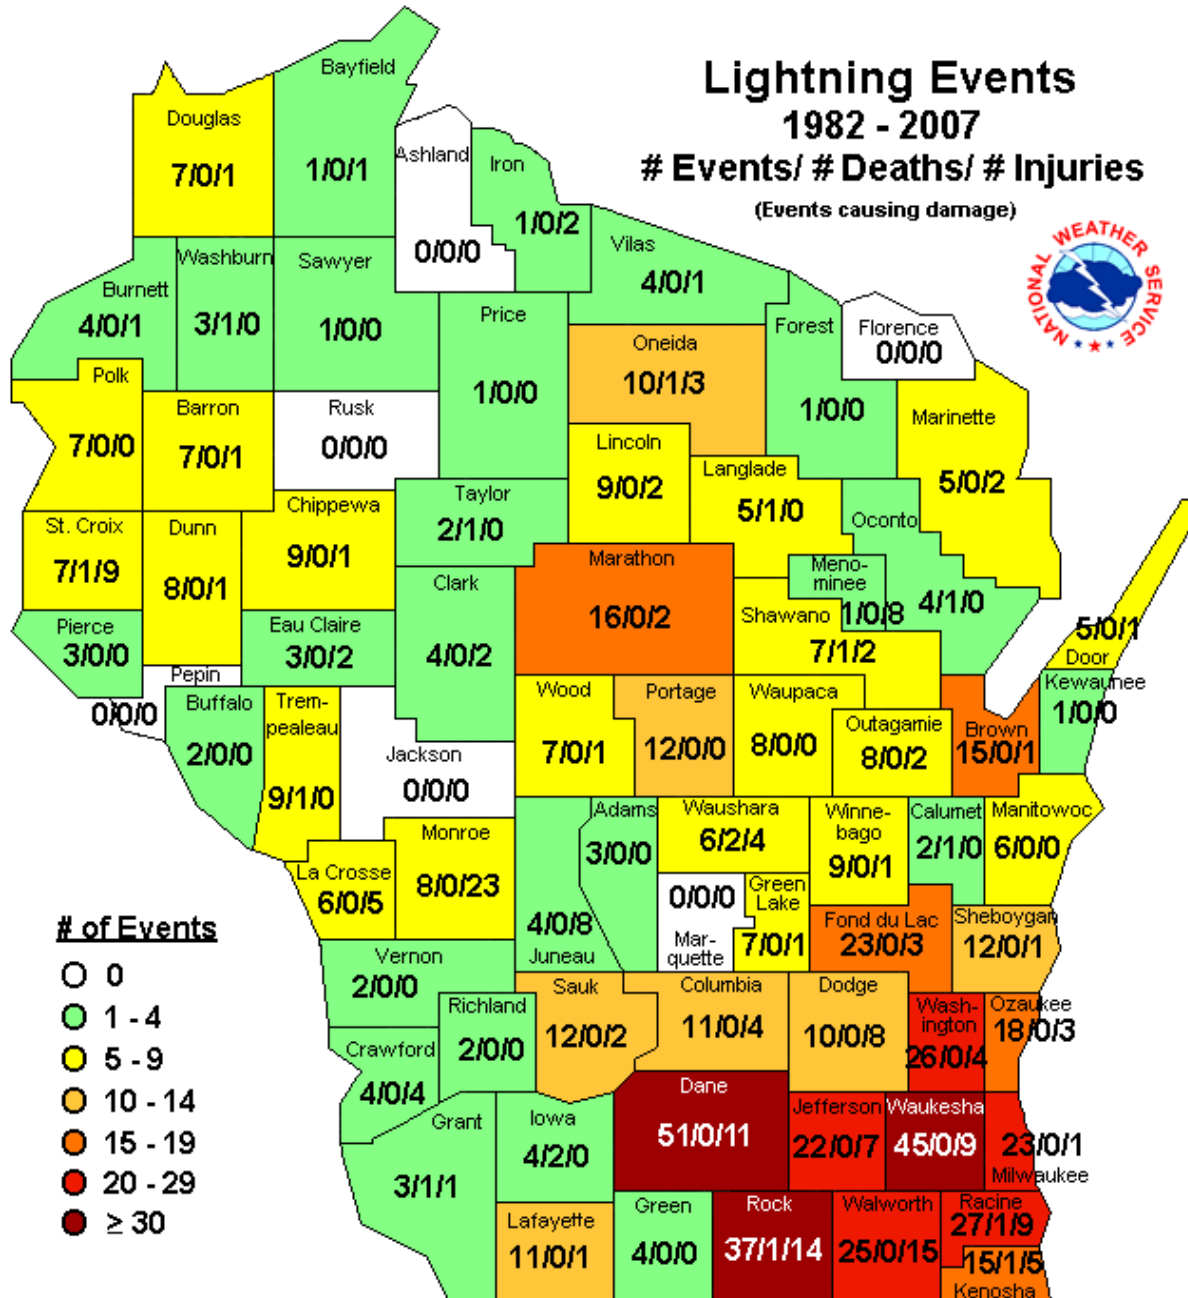 Lightning Events
1982 - 2007
# Events/ # Deaths/ # Injuries
(Events causing damage)
NATIONAL WEATHER SERVICE
Bayfield
1/0/1
Douglas
7/0/1
Ashland
0/0/0
Iron
1/0/2
Vilas
4/0/1
Washburn
3/1/0
Sawyer
1/0/0
Burnett
4/0/1
Price
1/0/0
Forest
1/0/0
Florence
0/0/0
Oneida
10/1/3
Polk
7/0/0
Barron
7/0/1
Rusk
0/0/0
Marinette
5/0/2
Lincoln
9/0/2
Langlade
5/1/0
Taylor
2/1/0
Chippewa
9/0/1
Oconto
4/1/0
St. Croix
7/1/9
Dunn
8/0/1
Marathon
16/0/2
Clark
4/0/2
Meno-
minee
1/0/8
Shawano
7/1/2
Pierce
3/0/0
Eau Claire
3/0/2
5/0/1
Door
Pepin
0/0/0
Buffalo
2/0/0
Trem-
pealeau
9/1/0
Wood
7/0/1
Portage
12/0/0
Waupaca
8/0/0
Outagamie
8/0/2
Brown
15/0/1
Kewaunee
1/0/0
Jackson
0/0/0
Adams
3/0/0
Waushara
6/2/4
Winne-
bago
9/0/1
Calumet
2/1/0
Manitowoc
6/0/0
Monroe
8/0/23
La Crosse
6/0/5
4/0/8
Juneau
0/0/0
Mar-
quette
Green
Lake
7/0/1
Fond du Lac
23/0/3
Sheboygan
12/0/1
Vernon
2/0/0
Richland
2/0/0
Sauk
12/0/2
Columbia
11/0/4
Dodge
10/0/8
Wash-
ington
26/0/4
Ozaukee
18/0/3
Crawford
4/0/4
Grant
3/1/1
Iowa
4/2/0
Dane
51/0/11
Jefferson
22/0/7
Waukesha
45/0/9
23/0/1
Milwaukee
Lafayette
11/0/1
Green
4/0/0
Rock
37/1/14
Walworth
25/0/15
Racine
27/1/9
15/1/5
Kenosha
# of Events
0
1 - 4
5 - 9
10 - 14
15 - 19
20 - 29
≥ 30